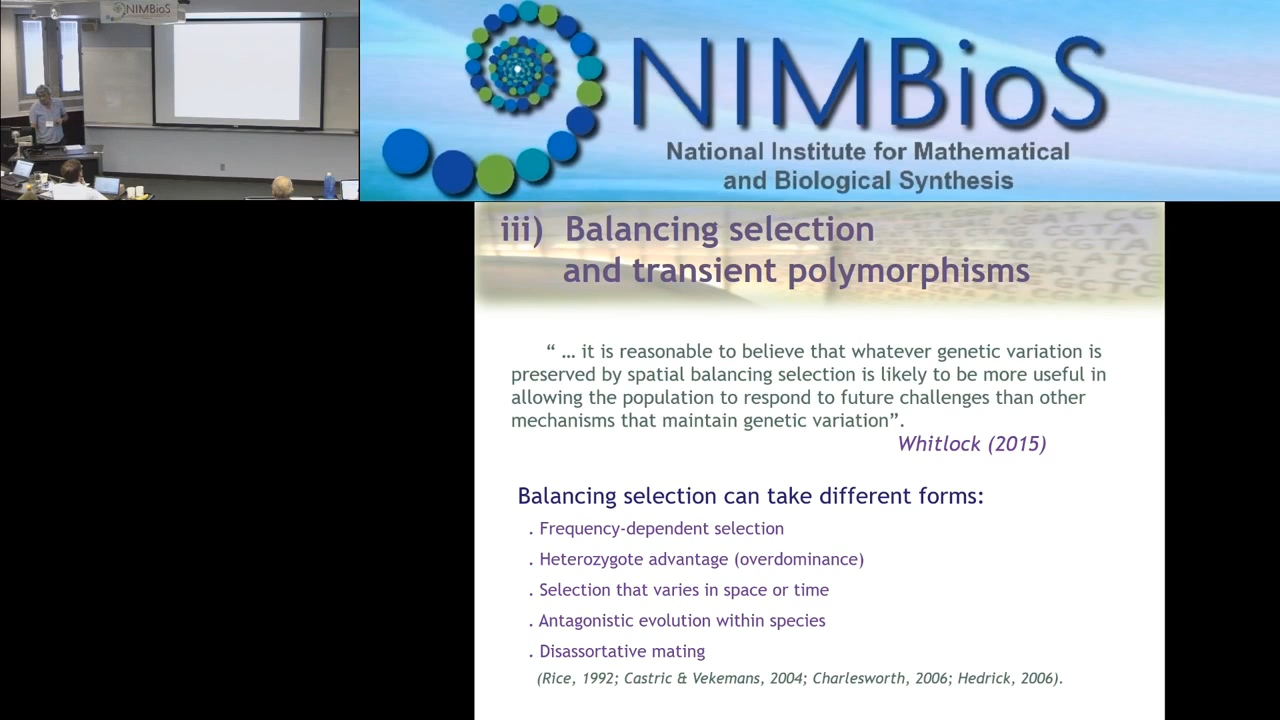 NIMBioS
NIMBioS
National Institute for Mathematical
and Biological Synthesis
iii) Balancing selection
and transient polymorphisms
“ … it is reasonable to believe that whatever genetic variation is
preserved by spatial balancing selection is likely to be more useful in
allowing the population to respond to future challenges than other
mechanisms that maintain genetic variation”.
Whitlock (2015)
Balancing selection can take different forms:
. Frequency-dependent selection
. Heterozygote advantage (overdominance)
. Selection that varies in space or time
. Antagonistic evolution within species
. Disassortative mating
(Rice, 1992; Castric & Vekemans, 2004; Charlesworth, 2006; Hedrick, 2006).